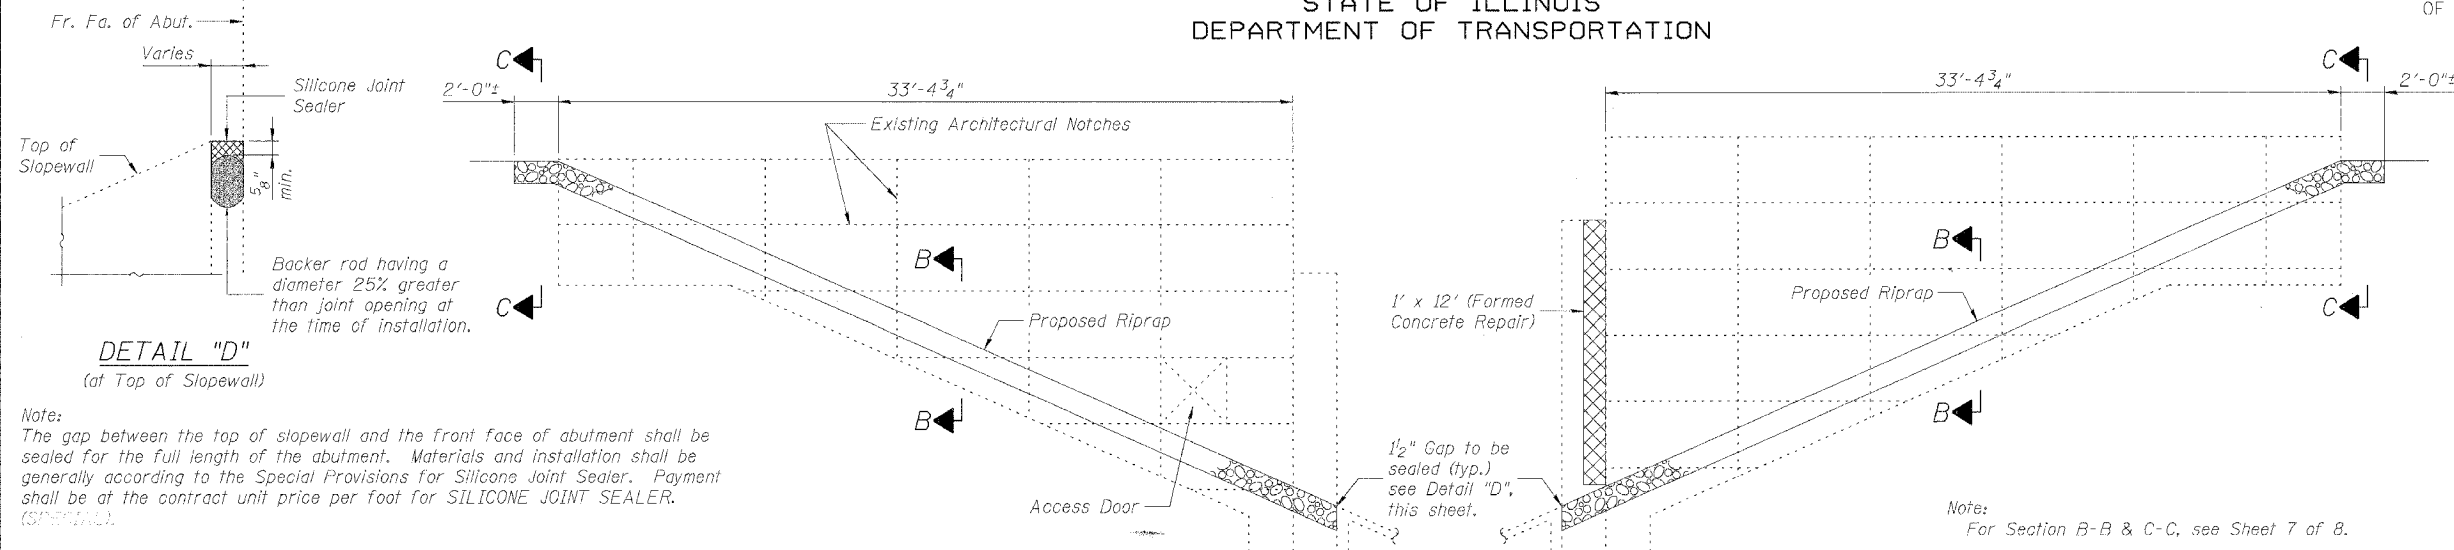 STATE OF ILLINOIS
DEPARTMENT OF TRANSPORTATION
OF
Fr. Fa. of Abut.
Varies
Silicone Joint
Sealer
Top of
Slopewall
5/8"
min.
Backer rod having a
diameter 25% greater
than joint opening at
the time of installation.
DETAIL "D"
(at Top of Slopewall)
Note:
The gap between the top of slopewall and the front face of abutment shall be
sealed for the full length of the abutment. Materials and installation shall be
generally according to the Special Provisions for Silicone Joint Sealer. Payment
shall be at the contract unit price per foot for SILICONE JOINT SEALER.
(SPECIAL).
C
2'-0"±
33'-4 3/4"
Existing Architectural Notches
B
C
Proposed Riprap
B
Access Door
1' x 12' (Formed
Concrete Repair)
1 1/2" Gap to be
sealed (typ.)
see Detail "D",
this sheet.
C
33'-4 3/4"
2'-0"±
B
Proposed Riprap
C
B
Note:
For Section B-B & C-C, see Sheet 7 of 8.